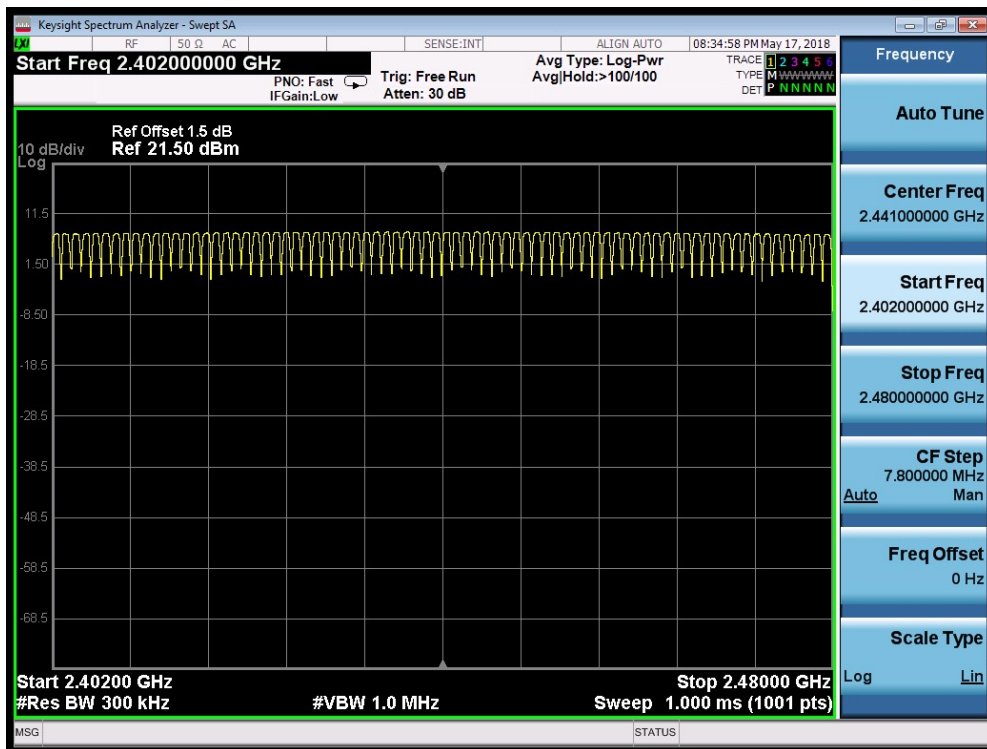 Keysight Spectrum Analyzer - Swept SA
LXI RF 50 Ω AC SENSE:INT ALIGN AUTO 08:34:58 PM May 17, 2018
Start Freq 2.402000000 GHz
PNO: Fast
IFGain:Low
Trig: Free Run
Atten: 30 dB
Avg Type: Log-Pwr
Avg|Hold:>100/100
TRACE 1 2 3 4 5 6
TYPE M WWWWW
DET P N N N N N
Ref Offset 1.5 dB
10 dB/div Ref 21.50 dBm
Log
11.5
1.50
-8.50
-18.5
-28.5
-38.5
-48.5
-58.5
-68.5
Start 2.40200 GHz Stop 2.48000 GHz
#Res BW 300 kHz #VBW 1.0 MHz Sweep 1.000 ms (1001 pts)
MSG STATUS
Frequency
Auto Tune
Center Freq
2.441000000 GHz
Start Freq
2.402000000 GHz
Stop Freq
2.480000000 GHz
CF Step
7.800000 MHz
Auto Man
Freq Offset
0 Hz
Scale Type
Log Lin